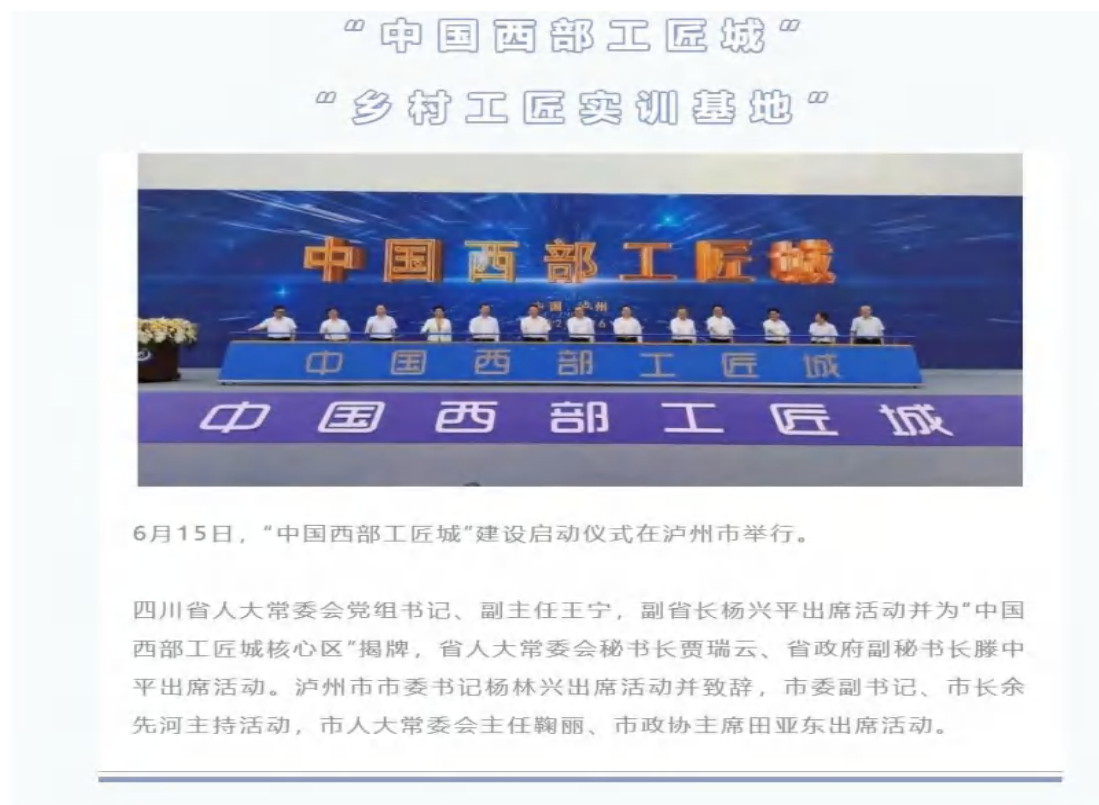 “中国西部工匠城”
“乡村工匠实训基地”
中国西部工匠城
中国西部工匠城
中国西部工匠城
6月15日，“中国西部工匠城”建设启动仪式在泸州市举行。
四川省人大常委会党组书记、副主任王宁，副省长杨兴平出席活动并为“中国
西部工匠城核心区”揭牌，省人大常委会秘书长贾瑞云、省政府副秘书长滕中
平出席活动。泸州市市委书记杨林兴出席活动并致辞，市委副书记、市长余
先河主持活动，市人大常委会主任鞠丽、市政协主席田亚东出席活动。